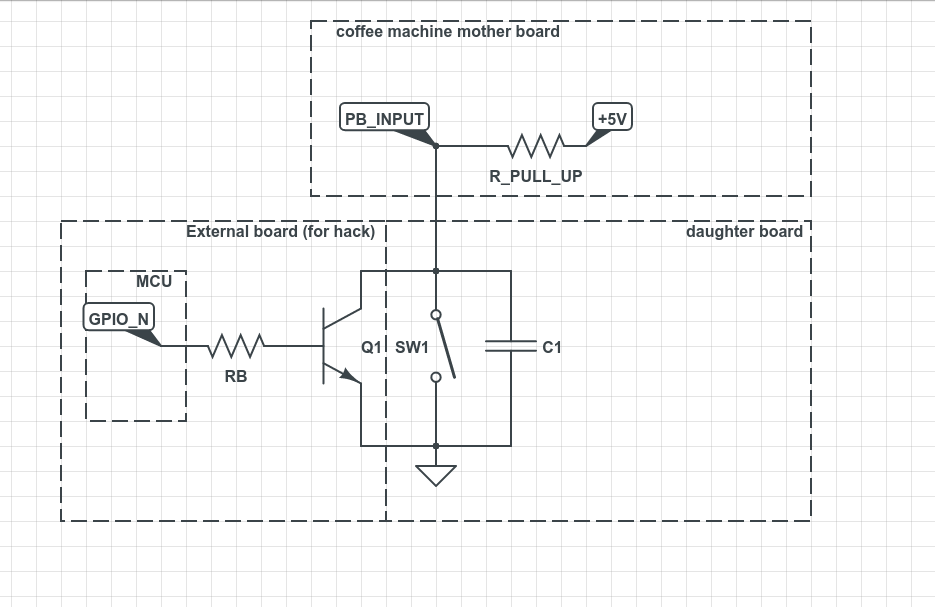 coffee machine mother board
PB_INPUT
+5V
R_PULL_UP
External board (for hack)
daughter board
MCU
GPIO_N
RB
Q1
SW1
C1